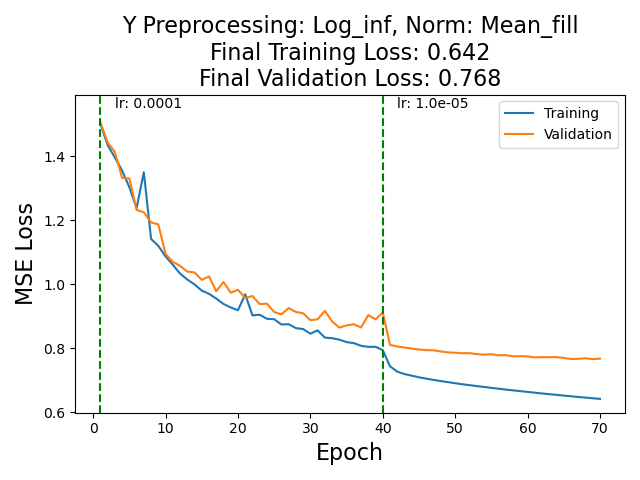 Y Preprocessing: Log_inf, Norm: Mean_fill
Final Training Loss: 0.642
Final Validation Loss: 0.768
lr: 0.0001
lr: 1.0e-05
Training
Validation
MSE Loss
1.4
1.2
1.0
0.8
0.6
0
10
20
30
40
50
60
70
Epoch